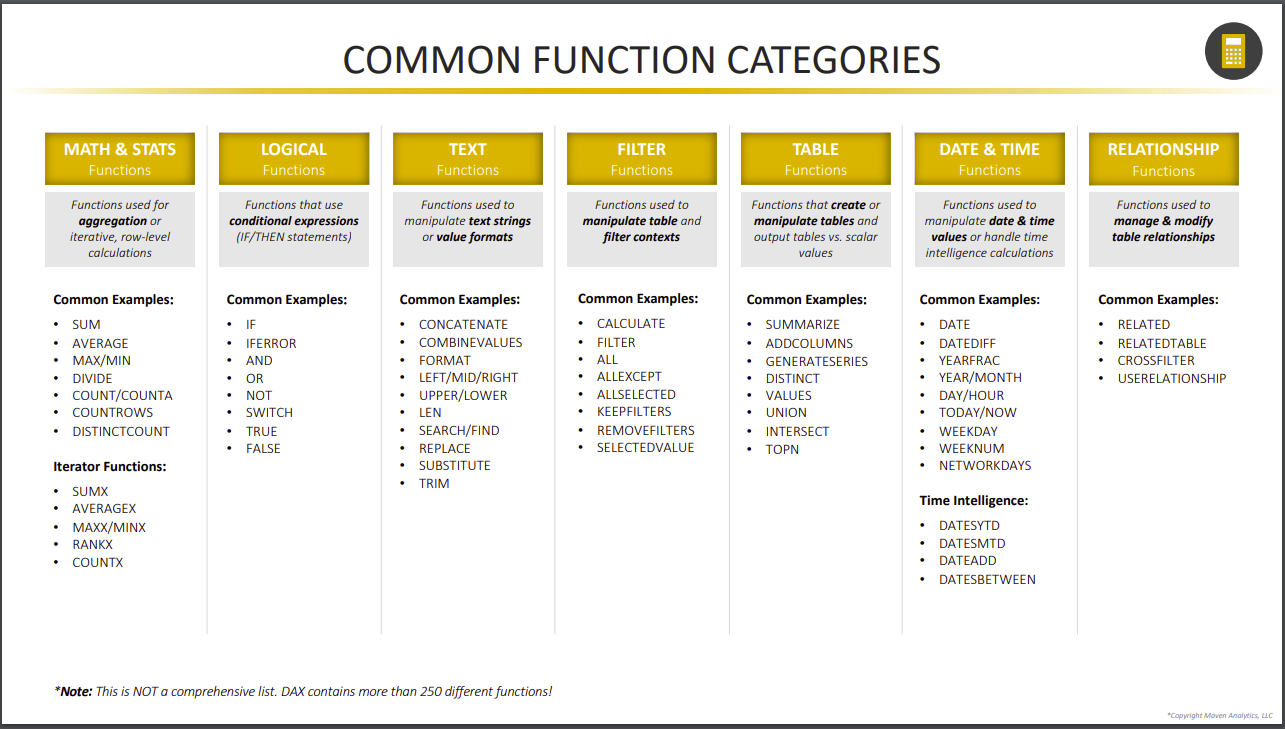 COMMON FUNCTION CATEGORIES
MATH & STATS
Functions
Functions used for
aggregation or
iterative, row-level
calculations
Common Examples:
• SUM
• AVERAGE
• MAX/MIN
• DIVIDE
• COUNT/COUNTA
• COUNTROWS
• DISTINCTCOUNT
Iterator Functions:
• SUMX
• AVERAGEX
• MAXX/MINX
• RANKX
• COUNTX
LOGICAL
Functions
Functions that use
conditional expressions
(IF/THEN statements)
Common Examples:
• IF
• IFERROR
• AND
• OR
• NOT
• SWITCH
• TRUE
• FALSE
TEXT
Functions
Functions used to
manipulate text strings
or value formats
Common Examples:
• CONCATENATE
• COMBINEVALUES
• FORMAT
• LEFT/MID/RIGHT
• UPPER/LOWER
• LEN
• SEARCH/FIND
• REPLACE
• SUBSTITUTE
• TRIM
FILTER
Functions
Functions used to
manipulate table and
filter contexts
Common Examples:
• CALCULATE
• FILTER
• ALL
• ALLEXCEPT
• ALLSELECTED
• KEEPFILTERS
• REMOVEFILTERS
• SELECTEDVALUE
TABLE
Functions
Functions that create or
manipulate tables and
output tables vs. scalar
values
Common Examples:
• SUMMARIZE
• ADDCOLUMNS
• GENERATESERIES
• DISTINCT
• VALUES
• UNION
• INTERSECT
• TOPN
DATE & TIME
Functions
Functions used to
manipulate date & time
values or handle time
intelligence calculations
Common Examples:
• DATE
• DATEDIFF
• YEARFRAC
• YEAR/MONTH
• DAY/HOUR
• TODAY/NOW
• WEEKDAY
• WEEKNUM
• NETWORKDAYS
Time Intelligence:
• DATESYTD
• DATESMTD
• DATEADD
• DATESBETWEEN
RELATIONSHIP
Functions
Functions used to
manage & modify
table relationships
Common Examples:
• RELATED
• RELATEDTABLE
• CROSSFILTER
• USERELATIONSHIP
*Note: This is NOT a comprehensive list. DAX contains more than 250 different functions!
*Copyright Maven Analytics, LLC